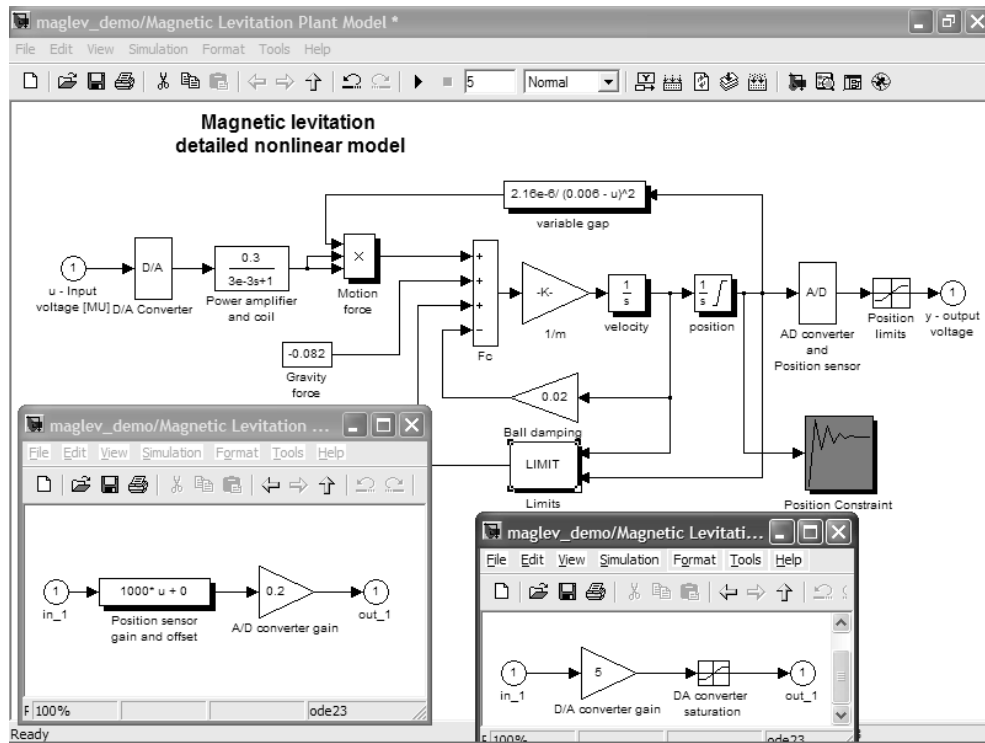 maglev_demo/Magnetic Levitation Plant Model *
File Edit View Simulation Format Tools Help
5 Normal
Magnetic levitation
detailed nonlinear model
2.16e-6/ (0.006 - u)^2
variable gap
1
u - Input
voltage [MU]
D/A
D/A Converter
0.3
3e-3s+1
Power amplifier
and coil
×
Motion
force
-0.082
Gravity
force
+
+
+
−
Fc
-K-
1/m
1
s
velocity
1
s
position
A/D
AD converter
and
Position sensor
Position
limits
1
y - output
voltage
0.02
Ball damping
LIMIT
Limits
Position Constraint
maglev_demo/Magnetic Levitation ...
File Edit View Simulation Format Tools Help
1
in_1
1000* u + 0
Position sensor
gain and offset
0.2
A/D converter gain
1
out_1
F 100% ode23
maglev_demo/Magnetic Levitati...
File Edit View Simulation Format Tools Help
1
in_1
5
D/A converter gain
DA converter
saturation
1
out_1
100% ode23
Ready